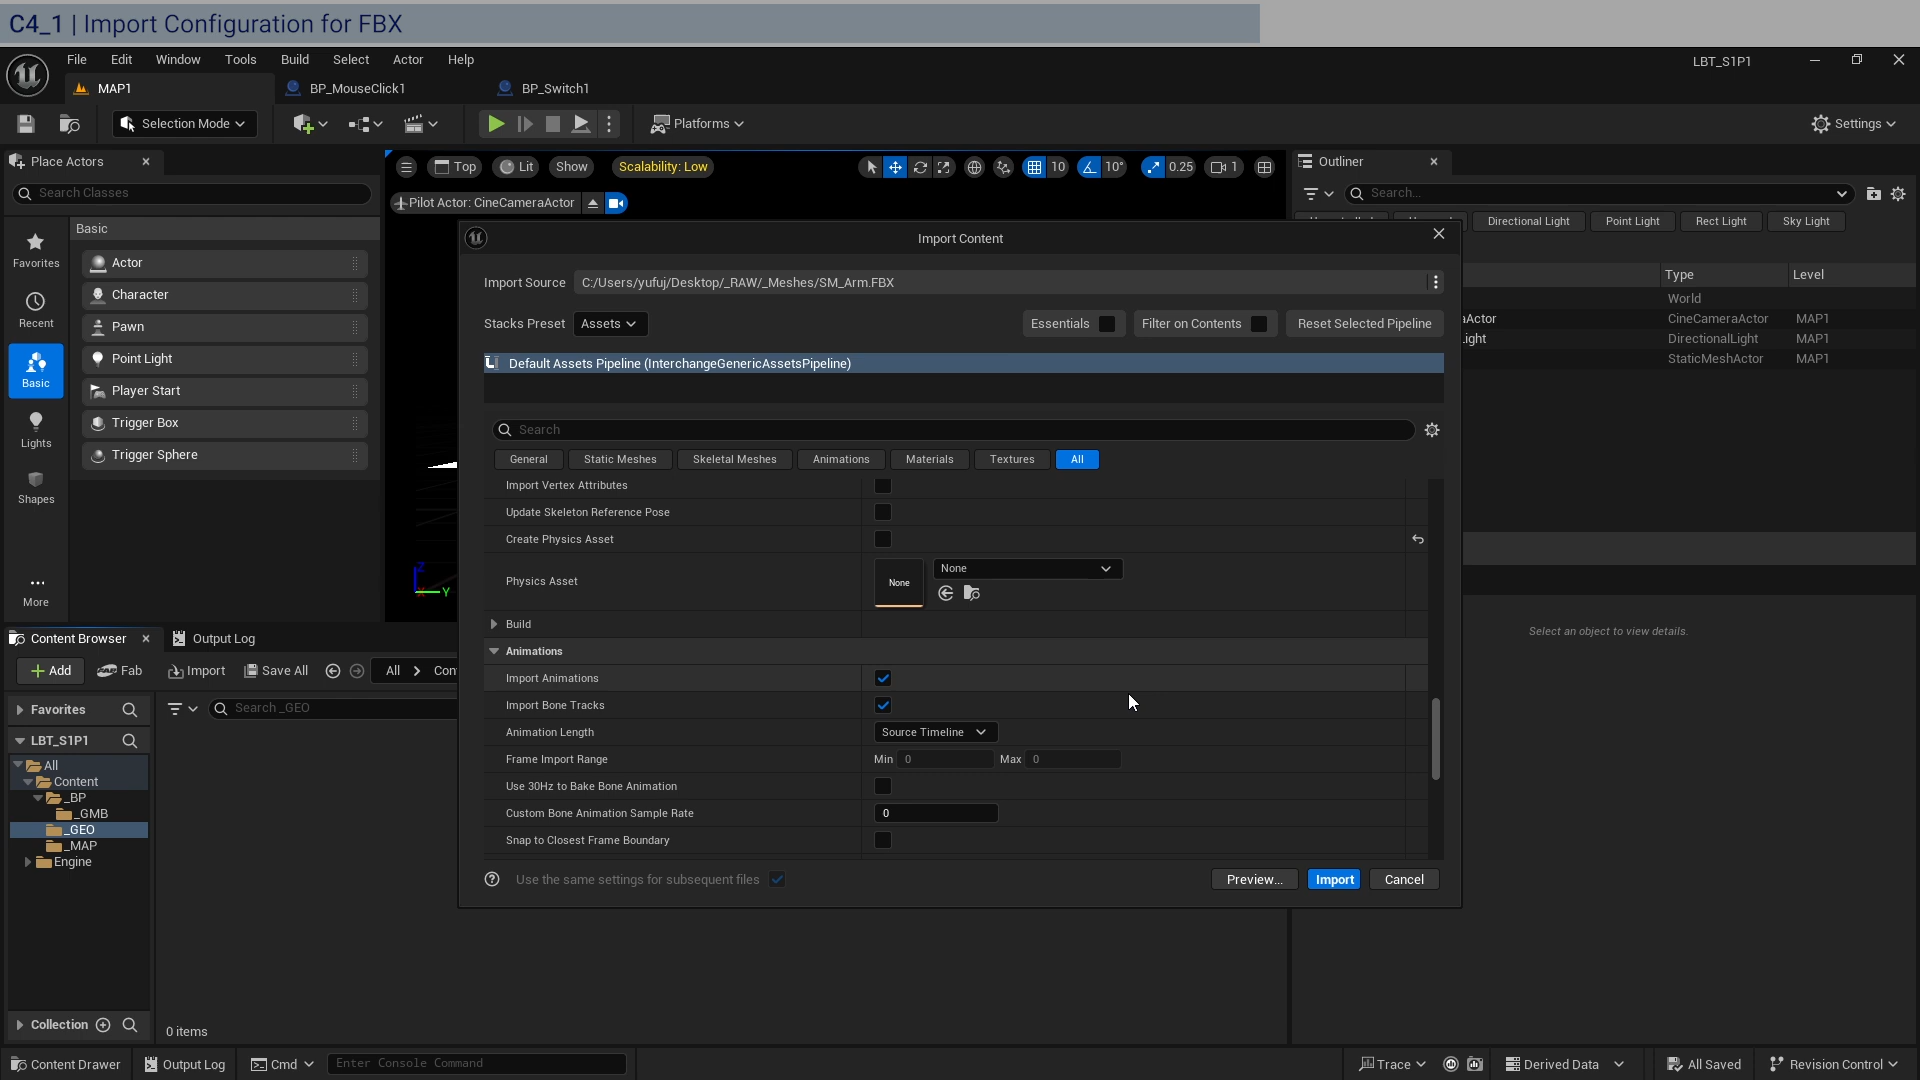 C4_1 | Import Configuration for FBX
File Edit Window Tools Build Select Actor Help
LBT_S1P1
MAP1
BP_MouseClick1
BP_Switch1
Selection Mode
Platforms
Settings
Place Actors
Search Classes
Basic
Favorites
Recent
Basic
Lights
Shapes
More
Actor
Character
Pawn
Point Light
Player Start
Trigger Box
Trigger Sphere
Top
Lit
Show
Scalability: Low
10
10°
0.25
1
Pilot Actor: CineCameraActor
Z
Y
Outliner
Search...
Directional Light
Point Light
Rect Light
Sky Light
Type
Level
World
aActor CineCameraActor MAP1
ight DirectionalLight MAP1
StaticMeshActor MAP1
Select an object to view details.
Import Content
Import Source C:/Users/yufuj/Desktop/_RAW/_Meshes/SM_Arm.FBX
Stacks Preset Assets
Essentials
Filter on Contents
Reset Selected Pipeline
Default Assets Pipeline (InterchangeGenericAssetsPipeline)
Search
General Static Meshes Skeletal Meshes Animations Materials Textures All
Import Vertex Attributes
Update Skeleton Reference Pose
Create Physics Asset
Physics Asset
None
None
Build
Animations
Import Animations
Import Bone Tracks
Animation Length Source Timeline
Frame Import Range Min 0 Max 0
Use 30Hz to Bake Bone Animation
Custom Bone Animation Sample Rate 0
Snap to Closest Frame Boundary
Use the same settings for subsequent files
Preview...
Import
Cancel
Content Browser
Output Log
Add
Fab
Import
Save All
All
Con
Favorites
LBT_S1P1
All
Content
_BP
_GMB
_GEO
_MAP
Engine
Collection
Search _GEO
0 items
Content Drawer
Output Log
Cmd
Enter Console Command
Trace
Derived Data
All Saved
Revision Control